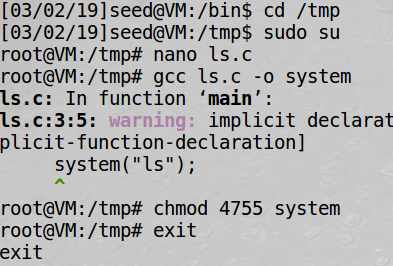 [03/02/19]seed@VM:/bin$ cd /tmp
[03/02/19]seed@VM:/tmp$ sudo su
root@VM:/tmp# nano ls.c
root@VM:/tmp# gcc ls.c -o system
ls.c: In function ‘main’:
ls.c:3:5: warning: implicit declarat
plicit-function-declaration]
system("ls");
^
root@VM:/tmp# chmod 4755 system
root@VM:/tmp# exit
exit